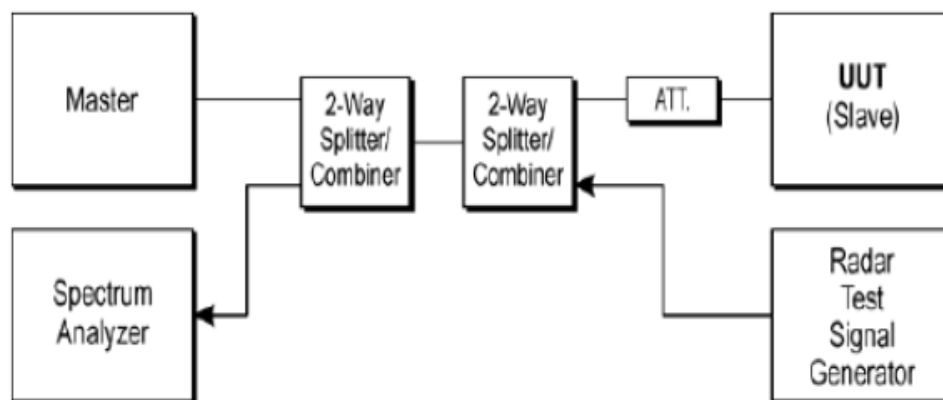 Master
2-Way
Splitter/
Combiner
2-Way
Splitter/
Combiner
ATT.
UUT
(Slave)
Spectrum
Analyzer
Radar
Test
Signal
Generator